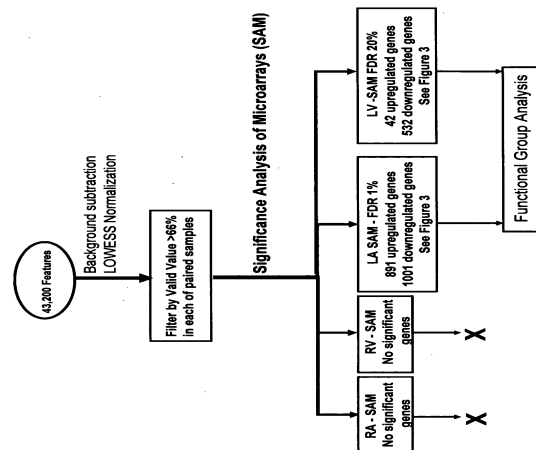 43,200 Features
Background subtraction
LOWESS Normalization
Filter by Valid Value >66%
in each of paired samples
Significance Analysis of Microarrays (SAM)
RA - SAM
No significant
genes
X
RV - SAM
No significant
genes
X
LA SAM - FDR 1%
891 upregulated genes
1001 downregulated genes
See Figure 3
LV -SAM FDR 20%
42 upregulated genes
532 downregulated genes
See Figure 3
Functional Group Analysis